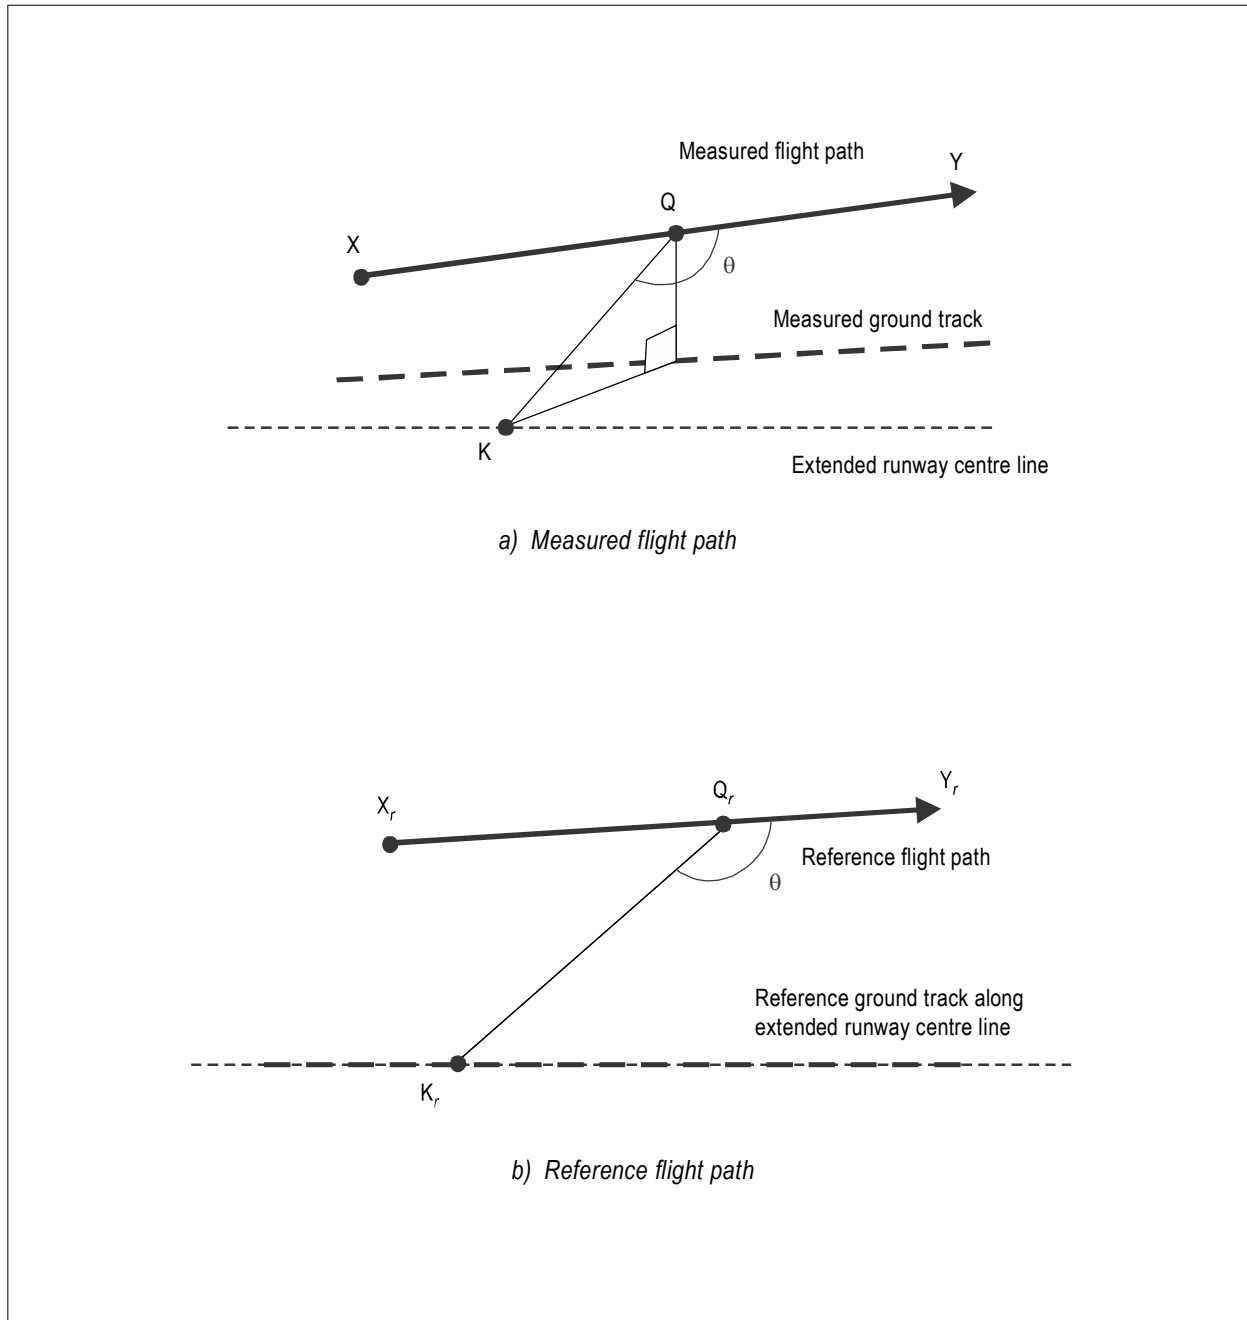 Measured flight path
Y
Q
X
θ
Measured ground track
K
Extended runway centre line
a) Measured flight path
Xr
Qr
Yr
Reference flight path
θ
Reference ground track along
extended runway centre line
Kr
b) Reference flight path